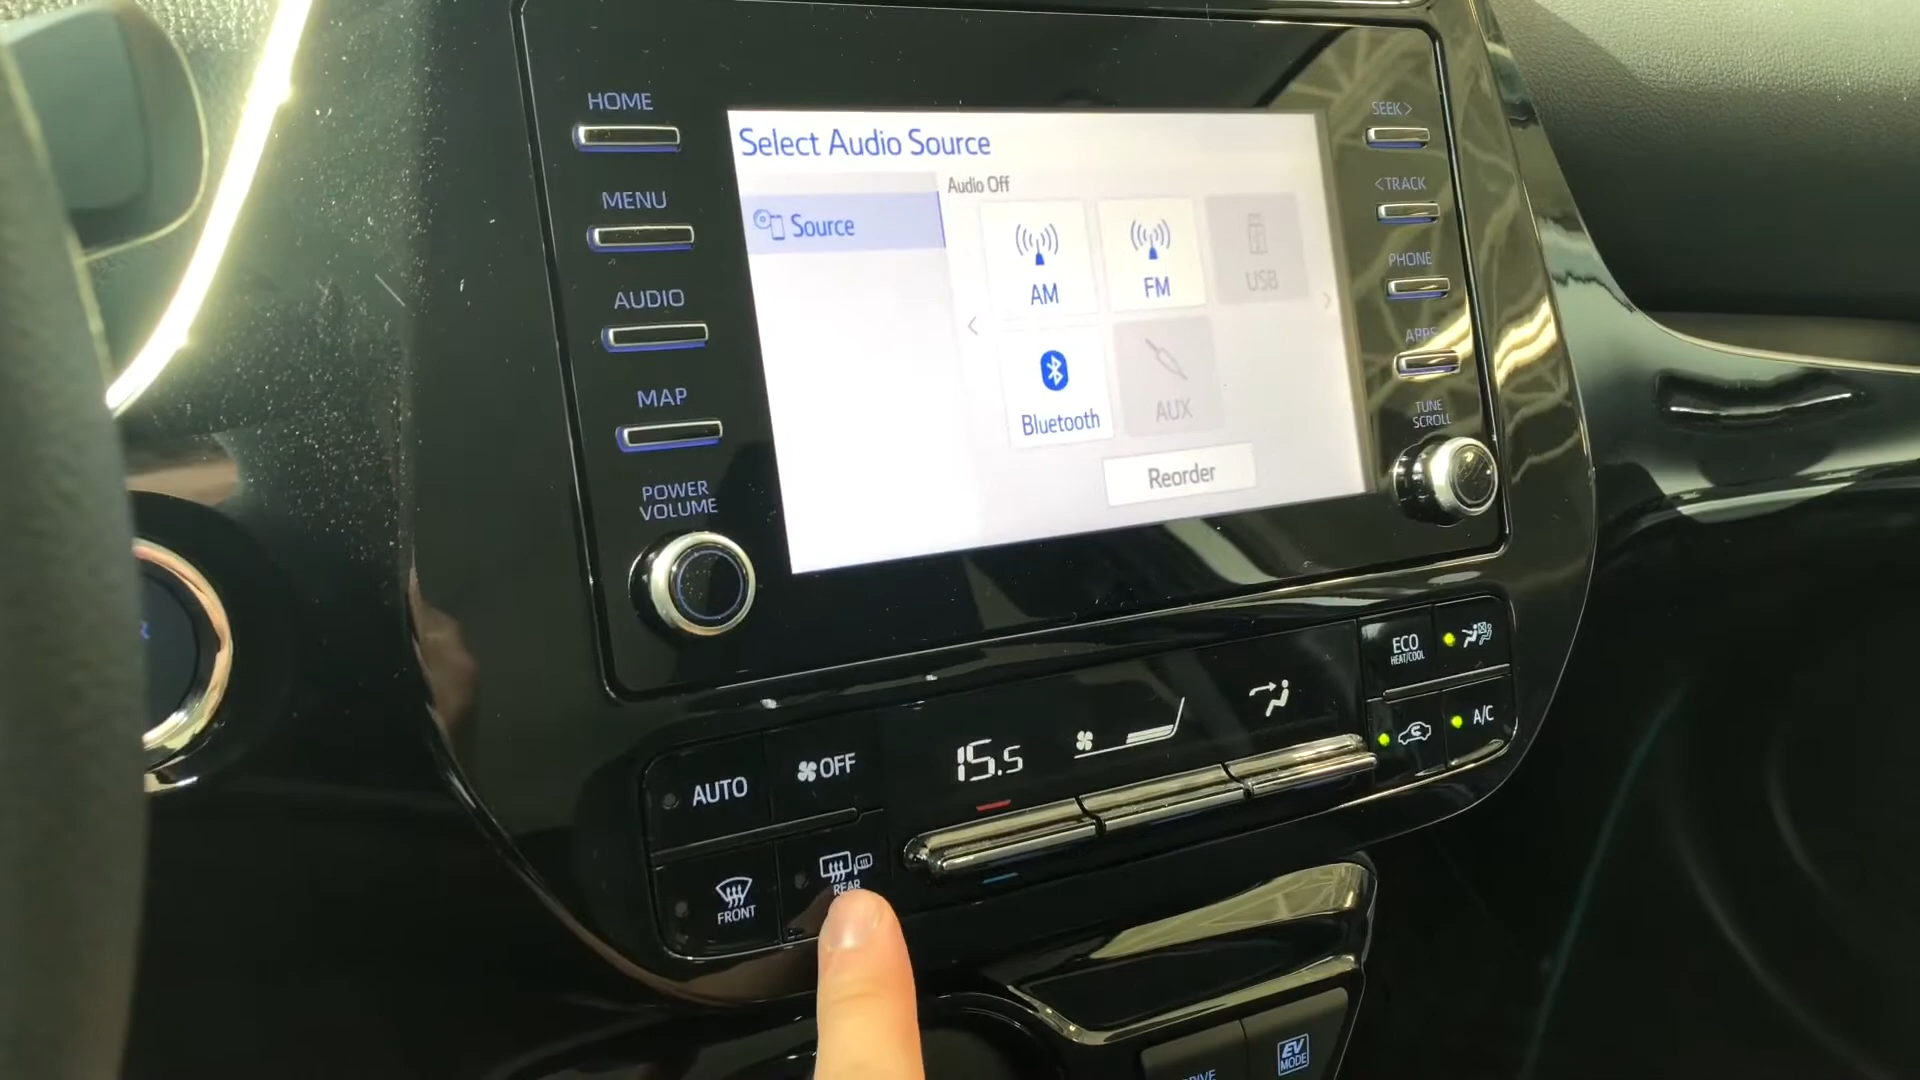 HOME
MENU
AUDIO
MAP
POWER
VOLUME
Select Audio Source
Source
Audio Off
AM
FM
USB
Bluetooth
AUX
Reorder
SEEK >
< TRACK
PHONE
APPS
TUNE
SCROLL
AUTO
OFF
FRONT
REAR
15.5
ECO
HEAT/COOL
A/C
EV
MODE